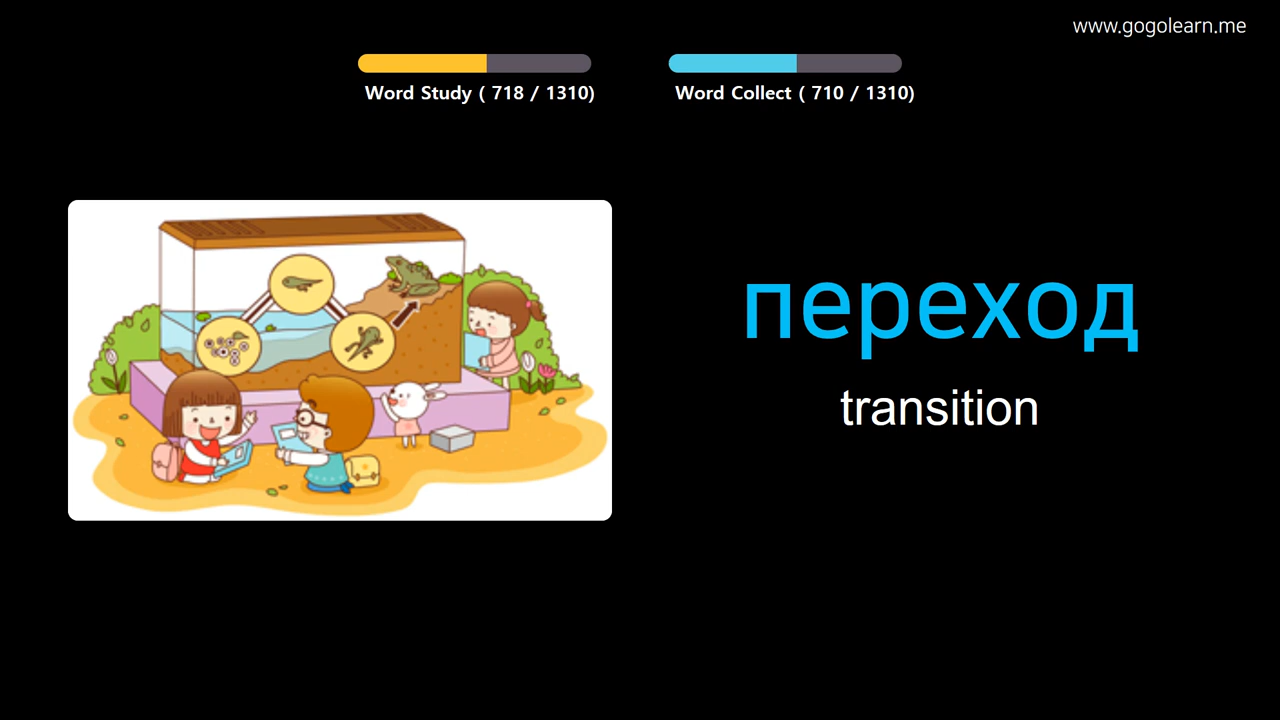 www.gogolearn.me
Word Study ( 718 / 1310)
Word Collect ( 710 / 1310)
переход
transition